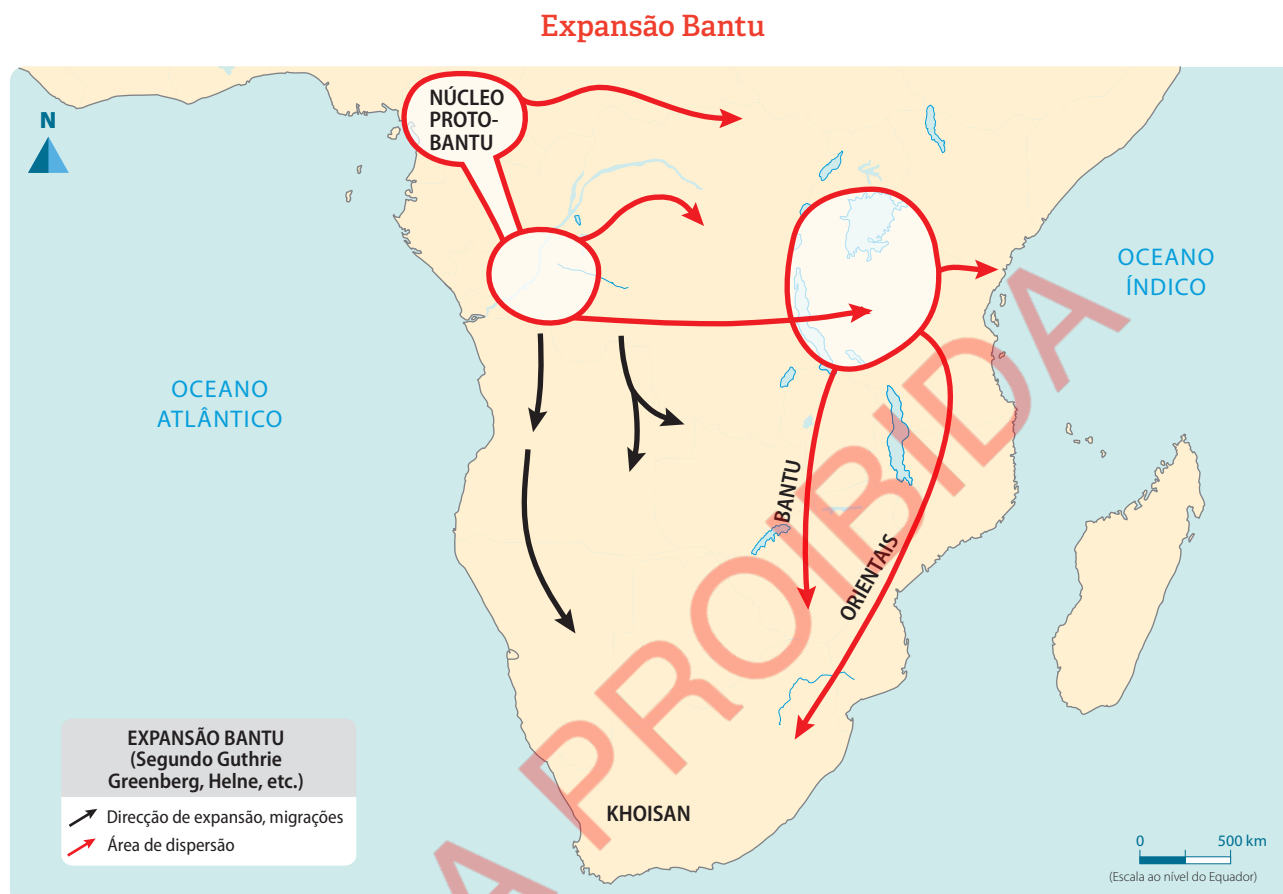 Expansão Bantu
NÚCLEO
PROTO-
BANTU
N
OCEANO
ÍNDICO
OCEANO
ATLÂNTICO
BANTU
ORIENTAIS
A PROIBIDA
EXPANSÃO BANTU
(Segundo Guthrie
Greenberg, Helne, etc.)
Direcção de expansão, migrações
Área de dispersão
KHOISAN
0 500 km
(Escala ao nível do Equador)